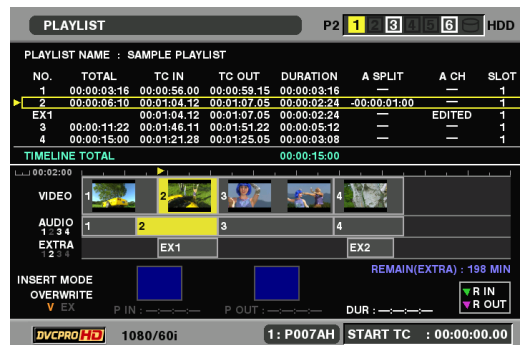 PLAYLIST P2 1 2 3 4 5 6 HDD
PLAYLIST NAME : SAMPLE PLAYLIST
NO. TOTAL TC IN TC OUT DURATION A SPLIT A CH SLOT
1 00:00:03:16 00:00:56.00 00:00:59.15 00:00:03:16 — — 1
2 00:00:06:10 00:01:04.12 00:01:07.05 00:00:02:24 -00:00:01:00 — 1
EX1 00:01:04.12 00:01:07.05 00:00:02:24 — EDITED 1
3 00:00:11:22 00:01:46.11 00:01:51.22 00:00:05:12 — — 1
4 00:00:15:00 00:01:21.28 00:01:25.05 00:00:03:08 — — 1
TIMELINE TOTAL 00:00:15:00
00:02:00
VIDEO 1 2 3 4
AUDIO 1 2 3 4
1 2 3 4
EXTRA EX1 EX2
1 2 3 4
REMAIN(EXTRA) : 198 MIN
INSERT MODE
OVERWRITE
V EX
P IN : —:—:—:—
P OUT : —:—:—:—
DUR : —:—:—:—
R IN
R OUT
DVCPRO HD 1080/60i 1 : P007AH START TC : 00:00:00.00